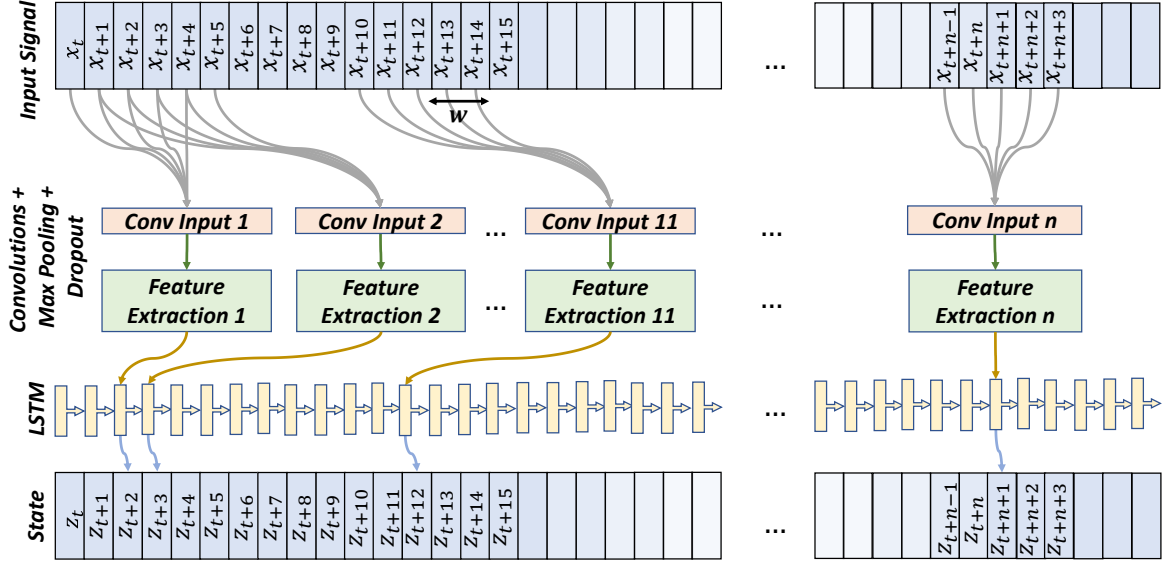 Input Signal
x_t x_{t+1} x_{t+2} x_{t+3} x_{t+4} x_{t+5} x_{t+6} x_{t+7} x_{t+8} x_{t+9} x_{t+10} x_{t+11} x_{t+12} x_{t+13} x_{t+14} x_{t+15} ... x_{t+n-1} x_{t+n} x_{t+n+1} x_{t+n+2} x_{t+n+3}
w
Convolutions +
Max Pooling +
Dropout
Conv Input 1 Conv Input 2 ... Conv Input 11 ... Conv Input n
Feature
Extraction 1
Feature
Extraction 2
...
Feature
Extraction 11
...
Feature
Extraction n
LSTM
...
State
z_t z_{t+1} z_{t+2} z_{t+3} z_{t+4} z_{t+5} z_{t+6} z_{t+7} z_{t+8} z_{t+9} z_{t+10} z_{t+11} z_{t+12} z_{t+13} z_{t+14} z_{t+15} ... z_{t+n-1} z_{t+n} z_{t+n+1} z_{t+n+2} z_{t+n+3}